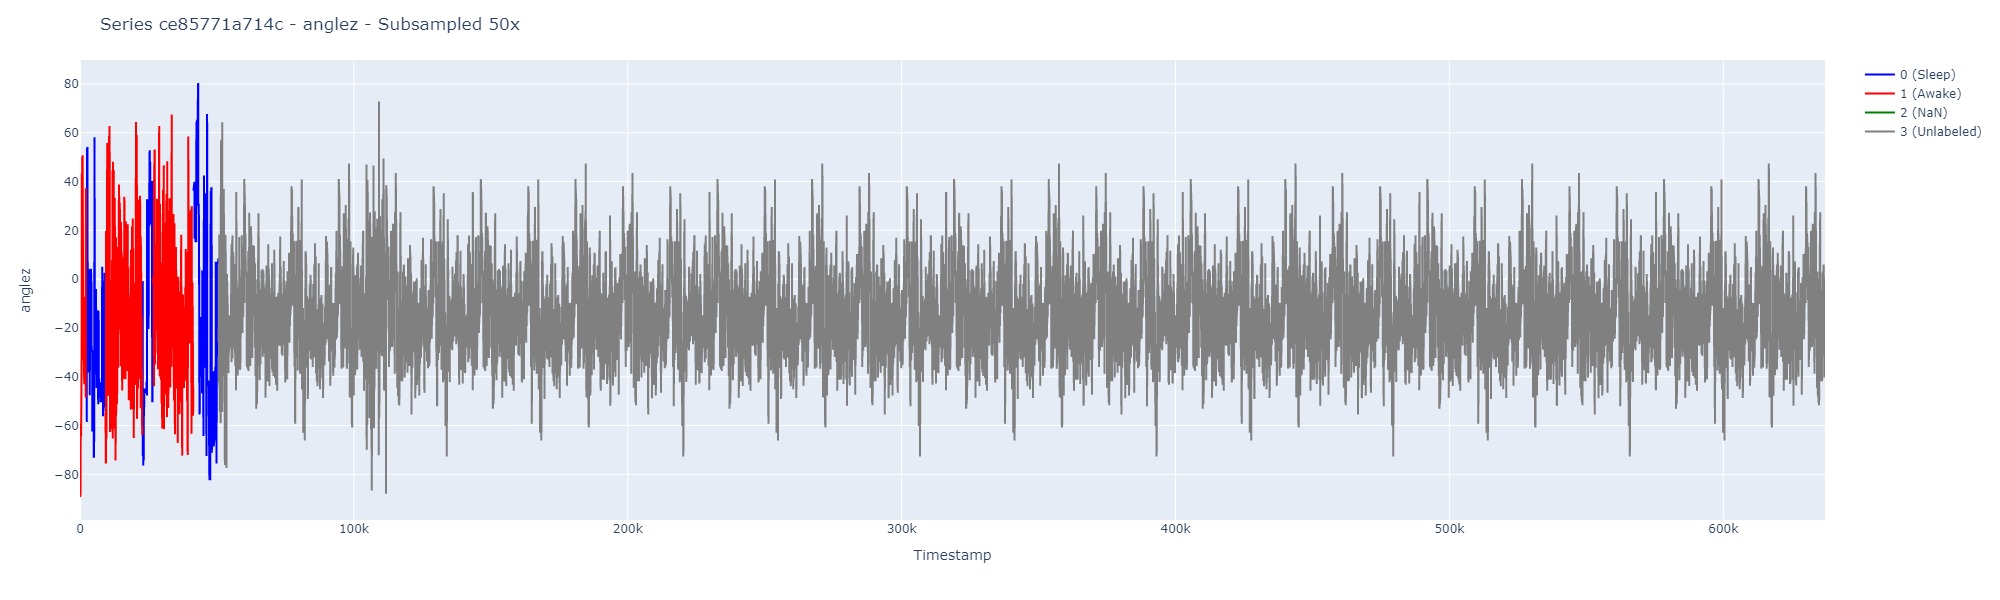 Series ce85771a714c - anglez - Subsampled 50x
0 (Sleep)
1 (Awake)
2 (NaN)
3 (Unlabeled)
80
60
40
20
0
−20
−40
−60
−80
anglez
0
100k
200k
300k
400k
500k
600k
Timestamp